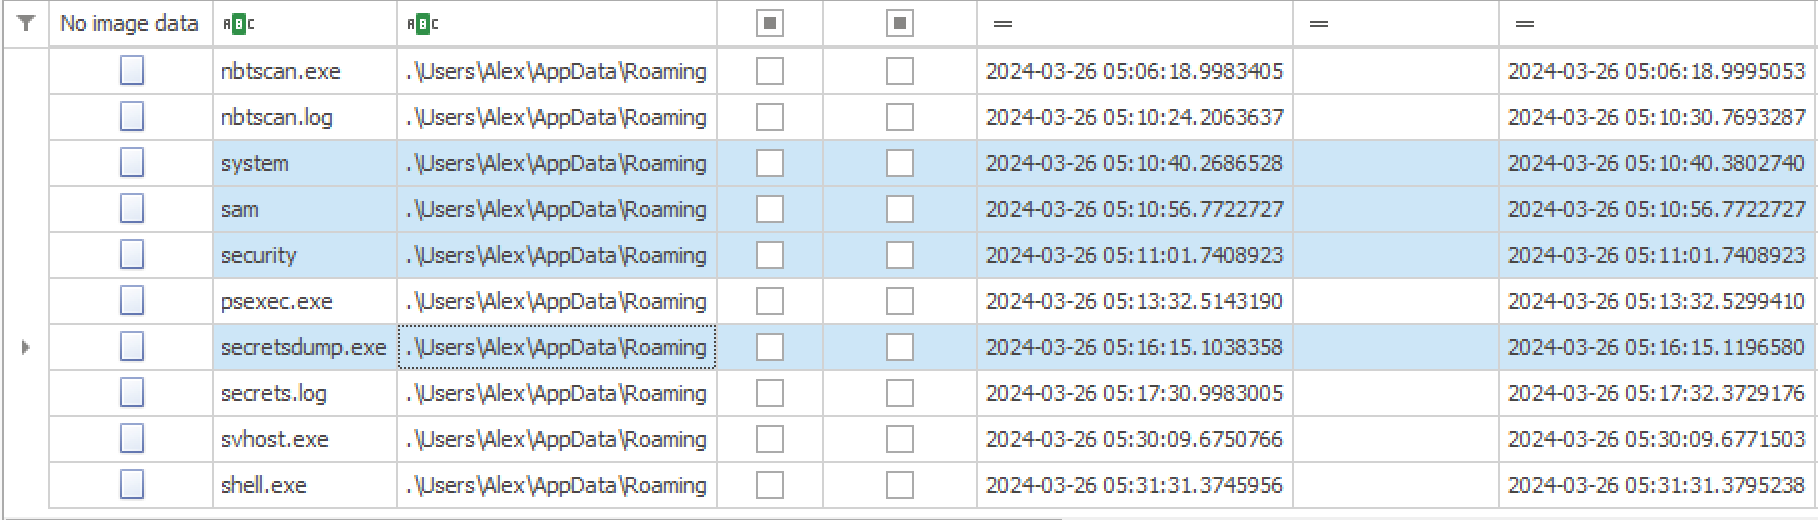 No image data ABC ABC = = =
nbtscan.exe .\Users\Alex\AppData\Roaming 2024-03-26 05:06:18.9983405 2024-03-26 05:06:18.9995053
nbtscan.log .\Users\Alex\AppData\Roaming 2024-03-26 05:10:24.2063637 2024-03-26 05:10:30.7693287
system .\Users\Alex\AppData\Roaming 2024-03-26 05:10:40.2686528 2024-03-26 05:10:40.3802740
sam .\Users\Alex\AppData\Roaming 2024-03-26 05:10:56.7722727 2024-03-26 05:10:56.7722727
security .\Users\Alex\AppData\Roaming 2024-03-26 05:11:01.7408923 2024-03-26 05:11:01.7408923
psexec.exe .\Users\Alex\AppData\Roaming 2024-03-26 05:13:32.5143190 2024-03-26 05:13:32.5299410
secretsdump.exe .\Users\Alex\AppData\Roaming 2024-03-26 05:16:15.1038358 2024-03-26 05:16:15.1196580
secrets.log .\Users\Alex\AppData\Roaming 2024-03-26 05:17:30.9983005 2024-03-26 05:17:32.3729176
svhost.exe .\Users\Alex\AppData\Roaming 2024-03-26 05:30:09.6750766 2024-03-26 05:30:09.6771503
shell.exe .\Users\Alex\AppData\Roaming 2024-03-26 05:31:31.3745956 2024-03-26 05:31:31.3795238